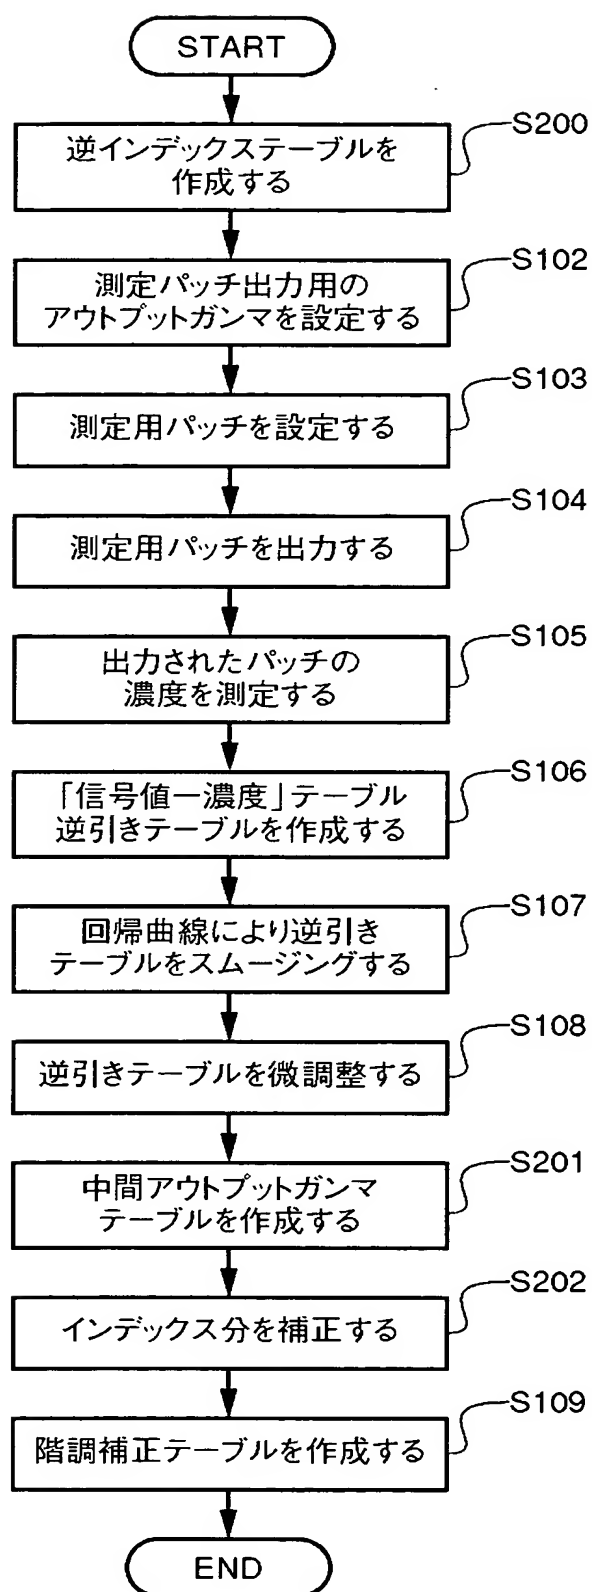 START
逆インデックステーブルを
作成する
S200
測定パッチ出力用の
アウトプットガンマを設定する
S102
測定用パッチを設定する
S103
測定用パッチを出力する
S104
出力されたパッチの
濃度を測定する
S105
「信号値ー濃度」テーブル
逆引きテーブルを作成する
S106
回帰曲線により逆引き
テーブルをスムージングする
S107
逆引きテーブルを微調整する
S108
中間アウトプットガンマ
テーブルを作成する
S201
インデックス分を補正する
S202
階調補正テーブルを作成する
S109
END